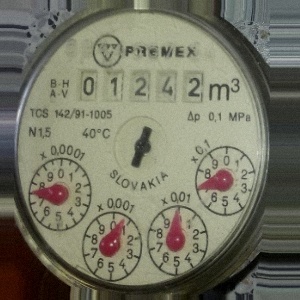 PREMEX
B-H
A-V
01242 m³
TCS 142/91-1005 Δp 0,1 MPa
N1,5 40°C
SLOVAKIA
x 0,0001 x 0,1
x 0,001 x 0,01